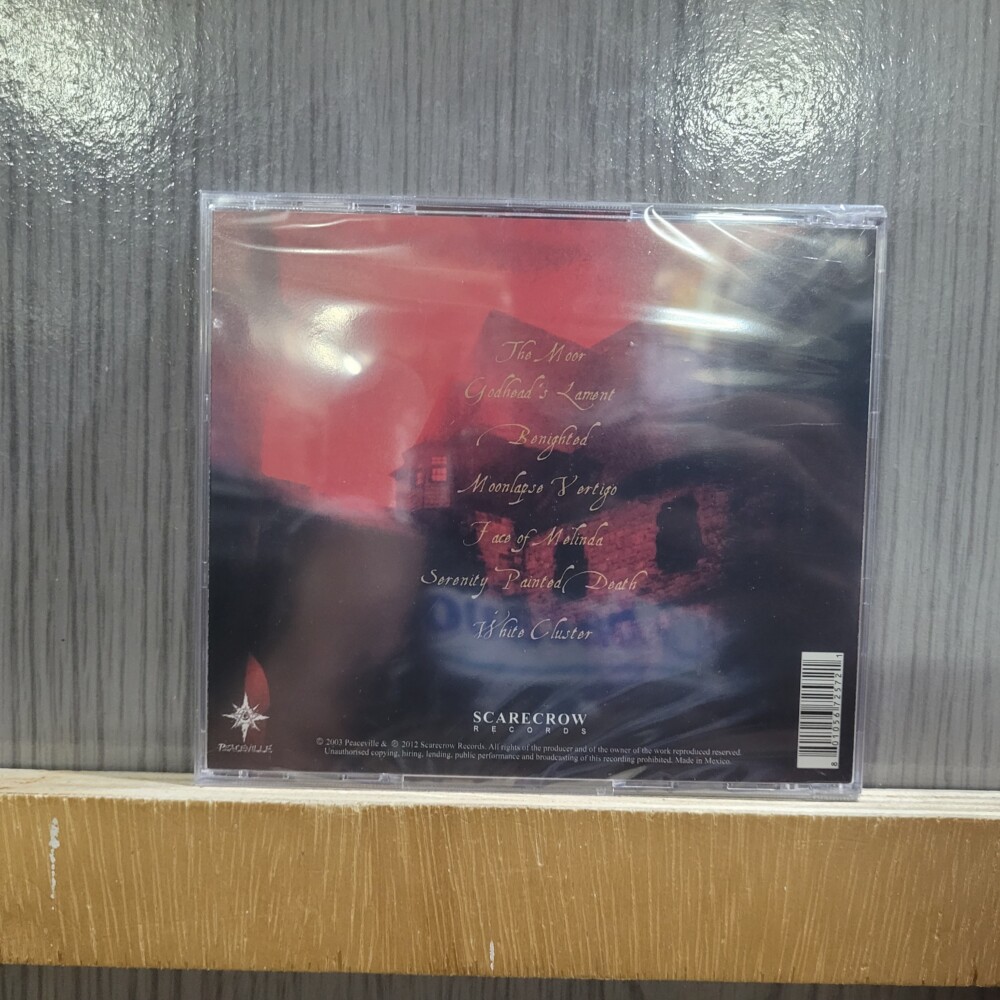 The Moor
Godhead's Lament
Benighted
Moonlapse Vertigo
Face of Melinda
Serenity Painted Death
White Cluster
SCARECROW
RECORDS
PEACEVILLE
© 2003 Peaceville & ℗ 2012 Scarecrow Records. All rights of the producer and of the owner of the work reproduced reserved.
Unauthorised copying, hiring, lending, public performance and broadcasting of this recording prohibited. Made in Mexico.